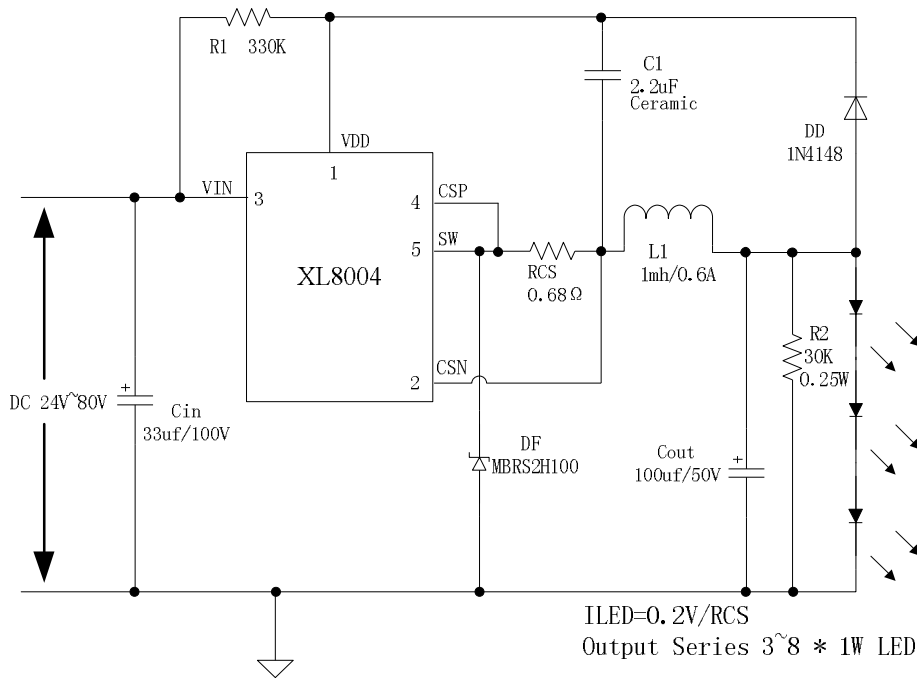 R1 330K
C1
2.2uF
Ceramic
DD
1N4148
VDD
1
VIN
3
CSP
4
SW
5
XL8004
RCS
0.68Ω
L1
1mh/0.6A
R2
30K
0.25W
CSN
2
DC 24V~80V
+
Cin
33uf/100V
DF
MBRS2H100
Cout
+
100uf/50V
ILED=0.2V/RCS
Output Series 3~8 * 1W LED